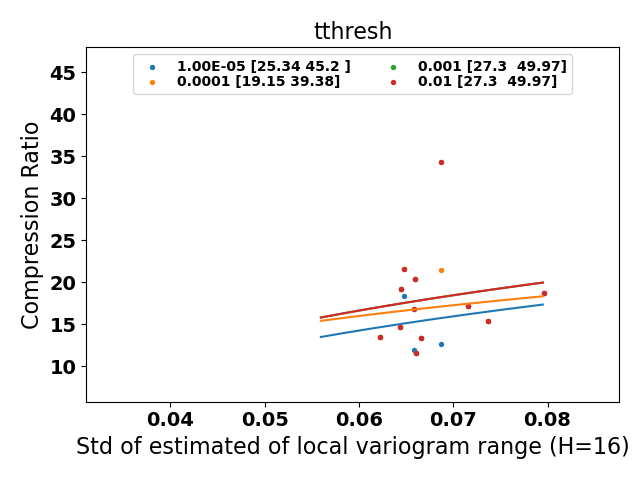 tthresh
1.00E-05 [25.34 45.2 ]
0.0001 [19.15 39.38]
0.001 [27.3  49.97]
0.01 [27.3  49.97]
Compression Ratio
45
40
35
30
25
20
15
10
0.04 0.05 0.06 0.07 0.08
Std of estimated of local variogram range (H=16)